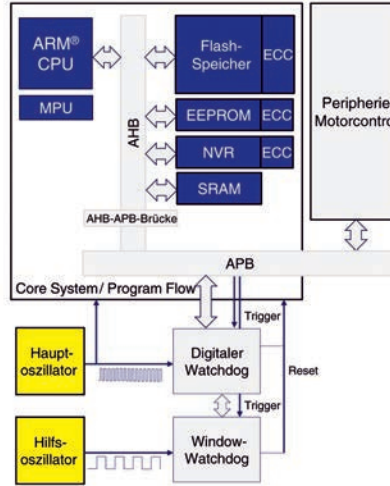 ARM®
CPU
MPU
AHB
Flash-
Speicher
ECC
EEPROM
ECC
NVR
ECC
SRAM
AHB-APB-Brücke
Peripherie
Motorcontrol
APB
Core System / Program Flow
Haupt-
oszillator
Digitaler
Watchdog
Trigger
Reset
Trigger
Hilfs-
oszillator
Window-
Watchdog